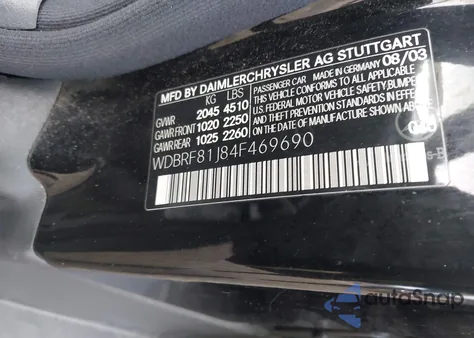 MFD BY DAIMLERCHRYSLER AG STUTTGART
PASSENGER CAR MADE IN GERMANY 08/03
KG LBS
GVWR 2045 4510
GAWR FRONT 1020 2250
GAWR REAR 1025 2260
THIS VEHICLE CONFORMS TO ALL APPLICABLE
U.S. FEDERAL MOTOR VEHICLE SAFETY, BUMPER,
AND THEFT PREVENTION STANDARDS IN EFFECT
ON THE DATE OF MANUFACTURE SHOWN ABOVE.
WDBRF81J84F469690
autoSnap